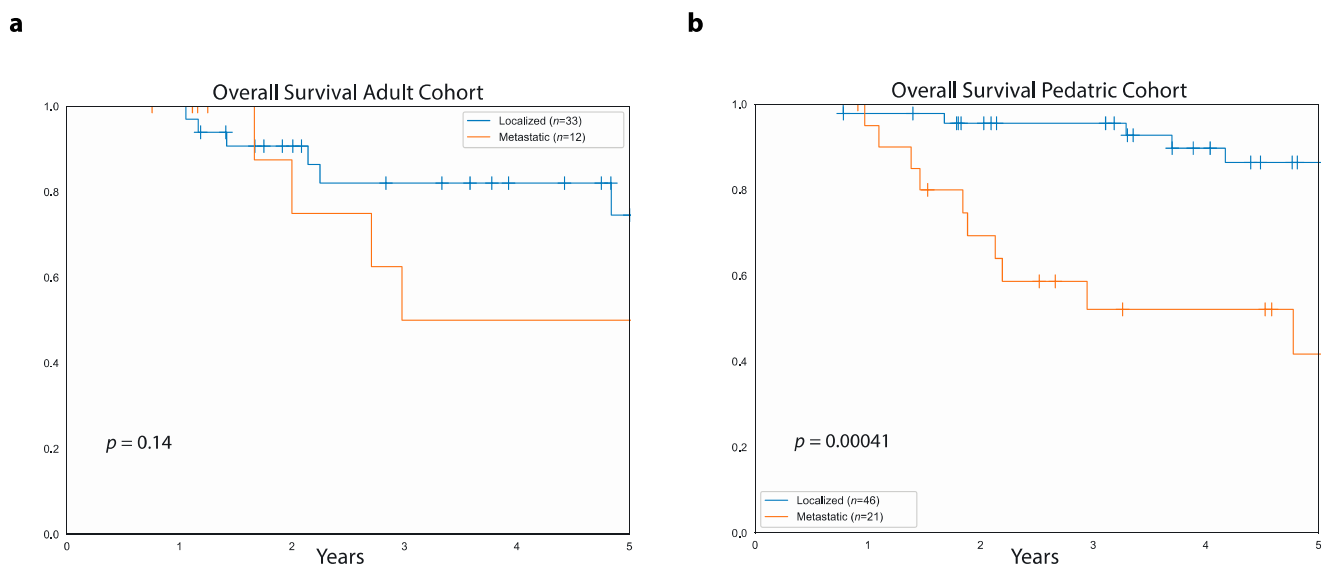 a
Overall Survival Adult Cohort
1.0
0.8
0.6
0.4
0.2
0.0
Localized (n=33)
Metastatic (n=12)
p = 0.14
0
1
2
3
4
5
Years
b
Overall Survival Pedatric Cohort
1.0
0.8
0.6
0.4
0.2
0.0
p = 0.00041
Localized (n=46)
Metastatic (n=21)
0
1
2
3
4
5
Years